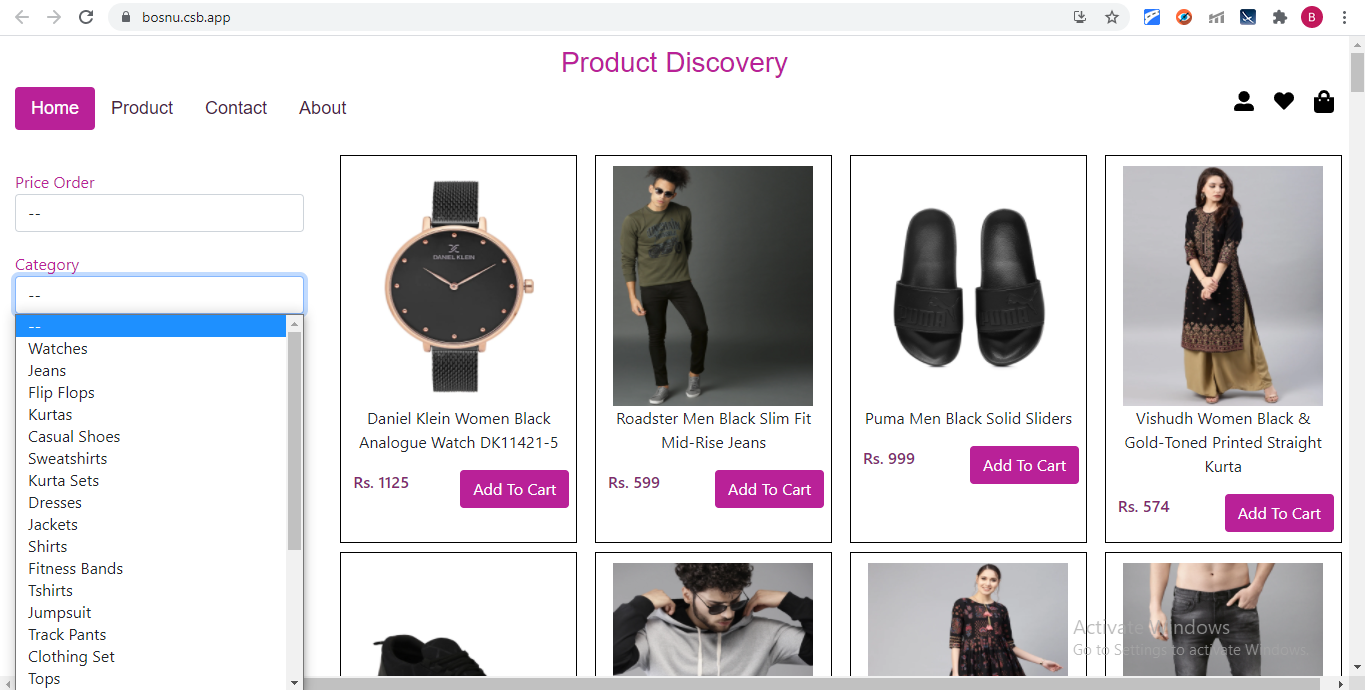 bosnu.csb.app
B
Product Discovery
Home
Product
Contact
About
Price Order
--
Category
--
--
Watches
Jeans
Flip Flops
Kurtas
Casual Shoes
Sweatshirts
Kurta Sets
Dresses
Jackets
Shirts
Fitness Bands
Tshirts
Jumpsuit
Track Pants
Clothing Set
Tops
DANIEL KLEIN
Daniel Klein Women Black
Analogue Watch DK11421-5
Rs. 1125
Add To Cart
Roadster Men Black Slim Fit
Mid-Rise Jeans
Rs. 599
Add To Cart
PUMA
PUMA
Puma Men Black Solid Sliders
Rs. 999
Add To Cart
Vishudh Women Black &
Gold-Toned Printed Straight
Kurta
Rs. 574
Add To Cart
Activate Windows
Go to Settings to activate Windows.